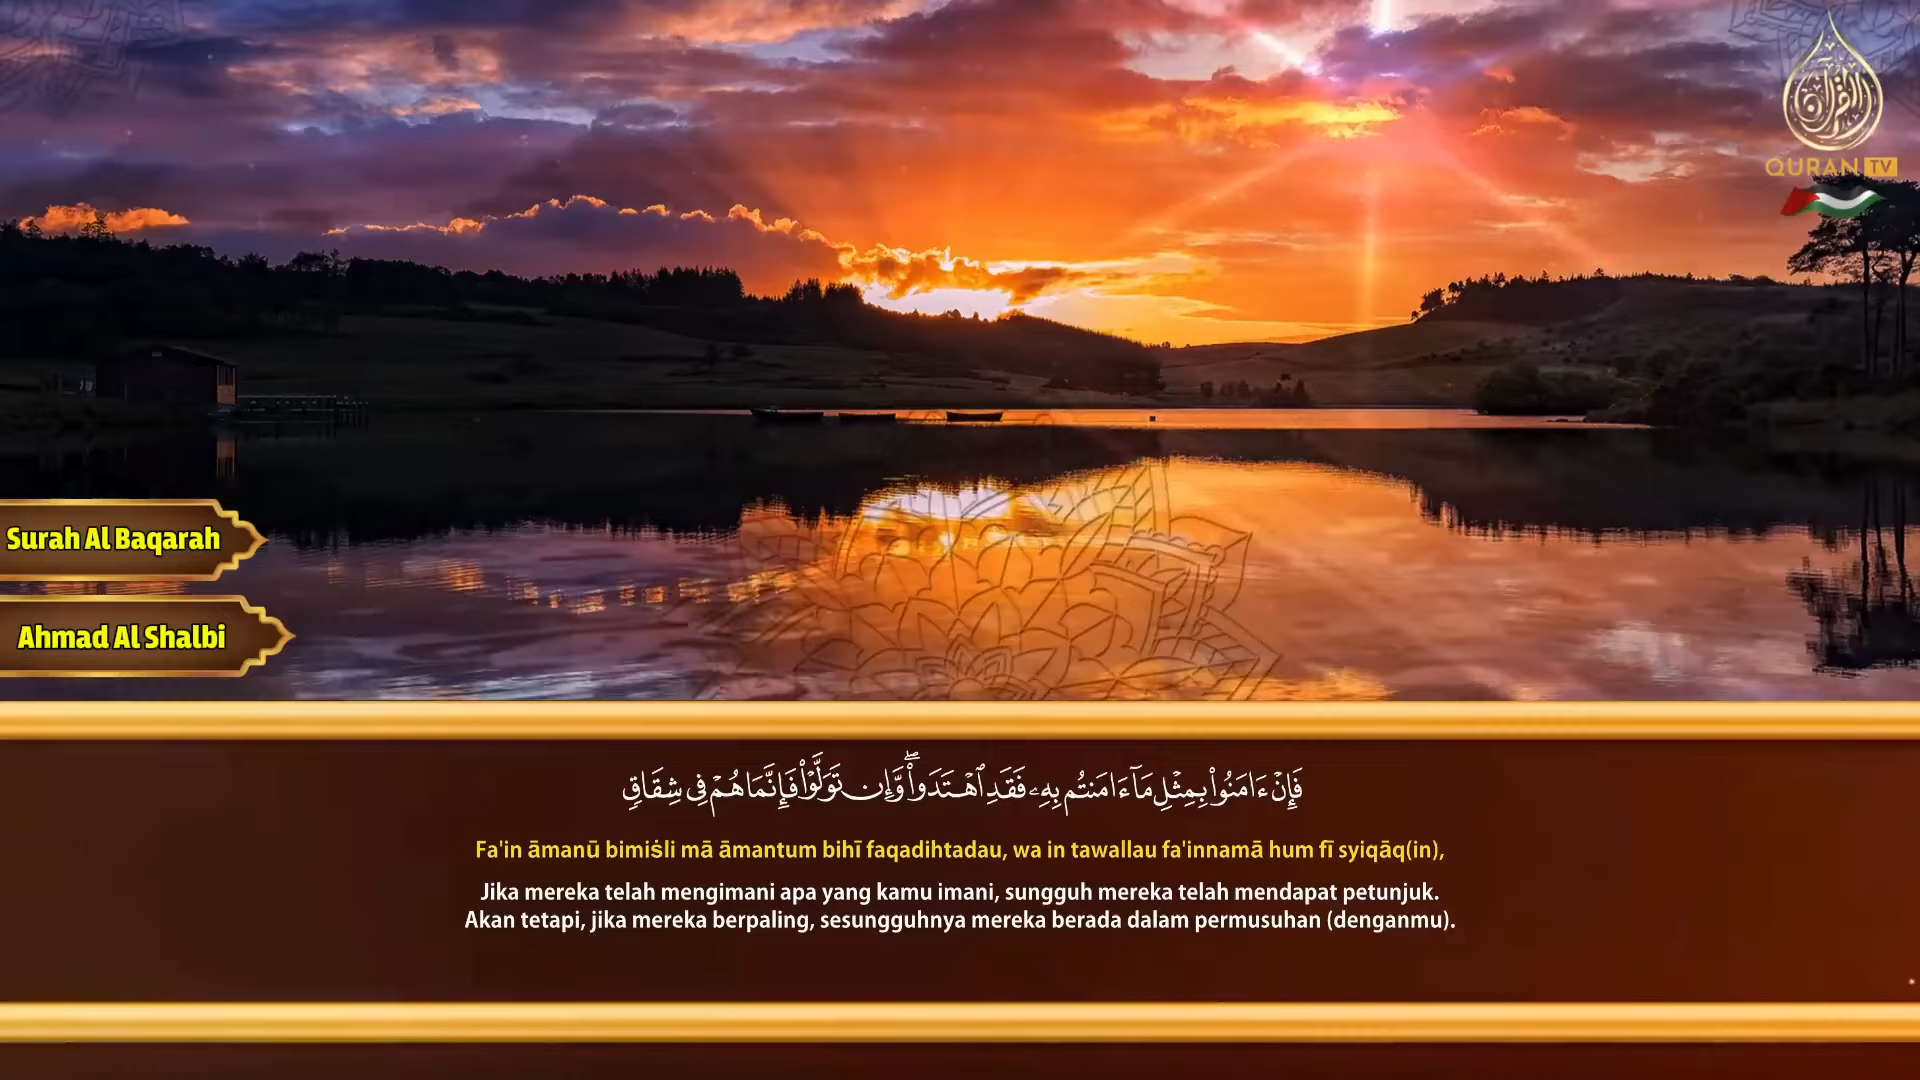 القرآن
QURAN TV
Surah Al Baqarah
Ahmad Al Shalbi
فَإِنْ ءَامَنُوا۟ بِمِثْلِ مَآ ءَامَنتُم بِهِۦ فَقَدِ ٱهْتَدَوا۟ ۖ وَّإِن تَوَلَّوْا۟ فَإِنَّمَا هُمْ فِى شِقَاقٍ
Fa'in āmanū bimiṡli mā āmantum bihī faqadihtadau, wa in tawallau fa'innamā hum fī syiqāq(in),
Jika mereka telah mengimani apa yang kamu imani, sungguh mereka telah mendapat petunjuk.
Akan tetapi, jika mereka berpaling, sesungguhnya mereka berada dalam permusuhan (denganmu).